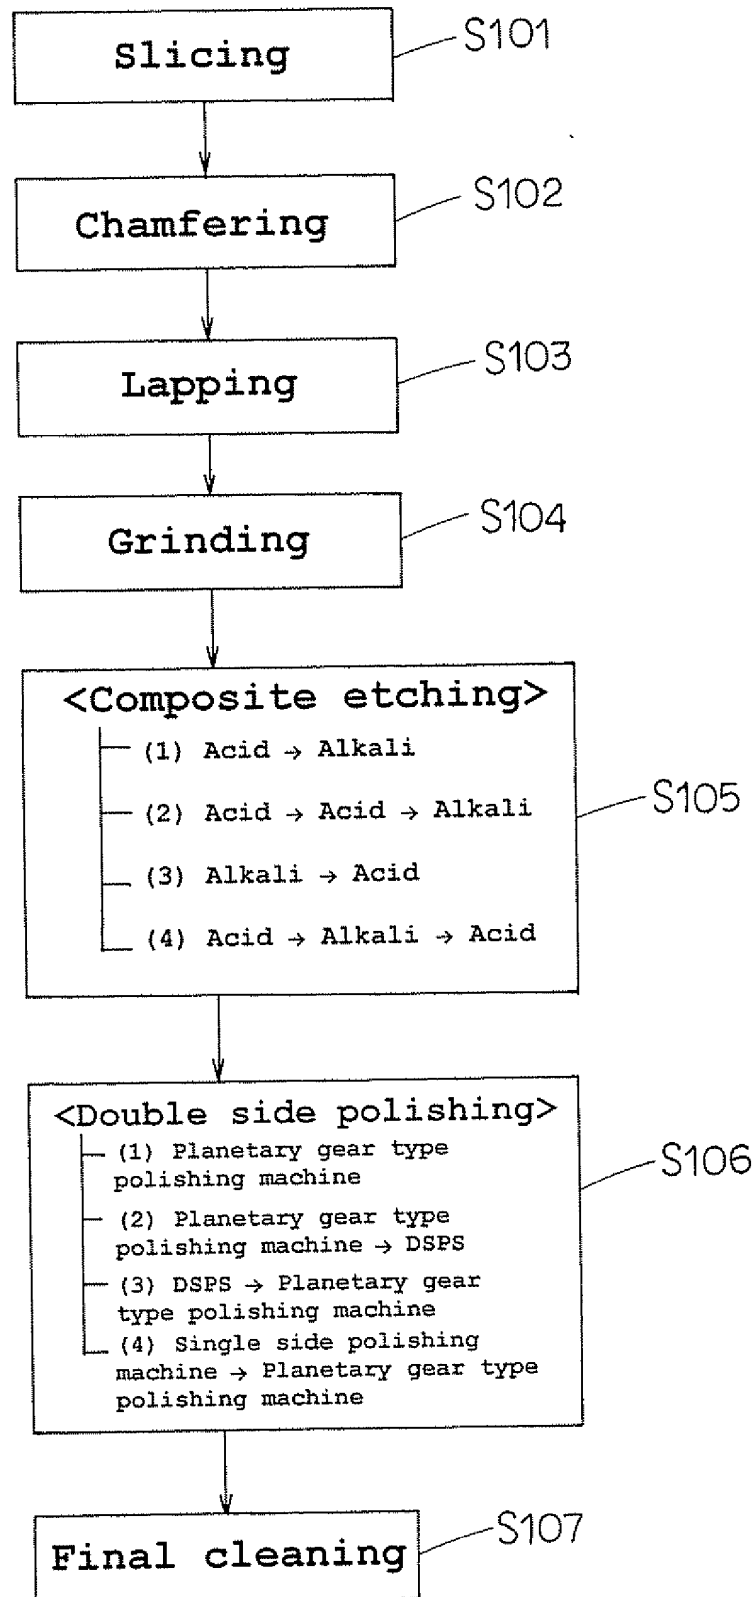 Slicing
S101
Chamfering
S102
Lapping
S103
Grinding
S104
<Composite etching>
(1) Acid → Alkali
(2) Acid → Acid → Alkali
(3) Alkali → Acid
(4) Acid → Alkali → Acid
S105
<Double side polishing>
(1) Planetary gear type
polishing machine
(2) Planetary gear type
polishing machine → DSPS
(3) DSPS → Planetary gear
type polishing machine
(4) Single side polishing
machine → Planetary gear type
polishing machine
S106
Final cleaning
S107